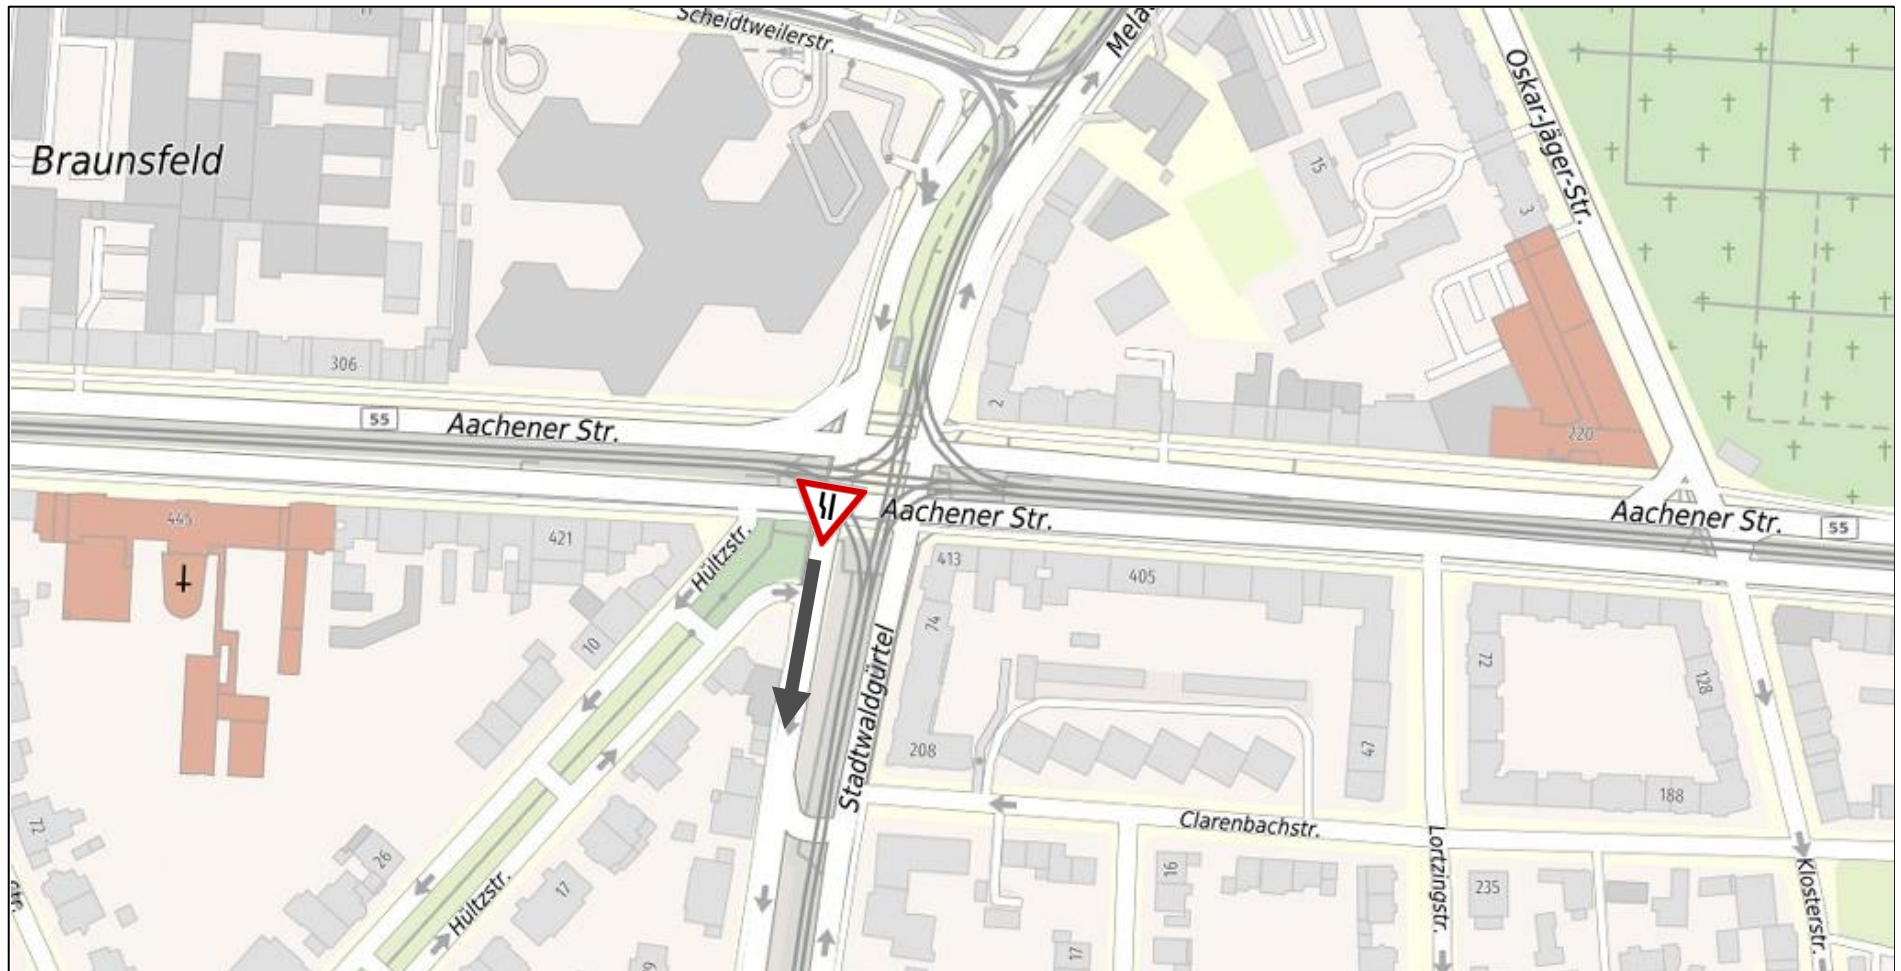 Scheidtweilerstr.
Mela
Oskar-Jäger-Str.
Braunsfeld
15
3
306
2
55
Aachener Str.
220
445
421
Hültzstr.
Aachener Str.
Aachener Str.
55
413
405
74
10
72
128
Stadtwaldgürtel
208
47
188
Clarenbachstr.
12
26
17
Hültzstr.
16
Lortzingstr.
235
Klosterstr.
17